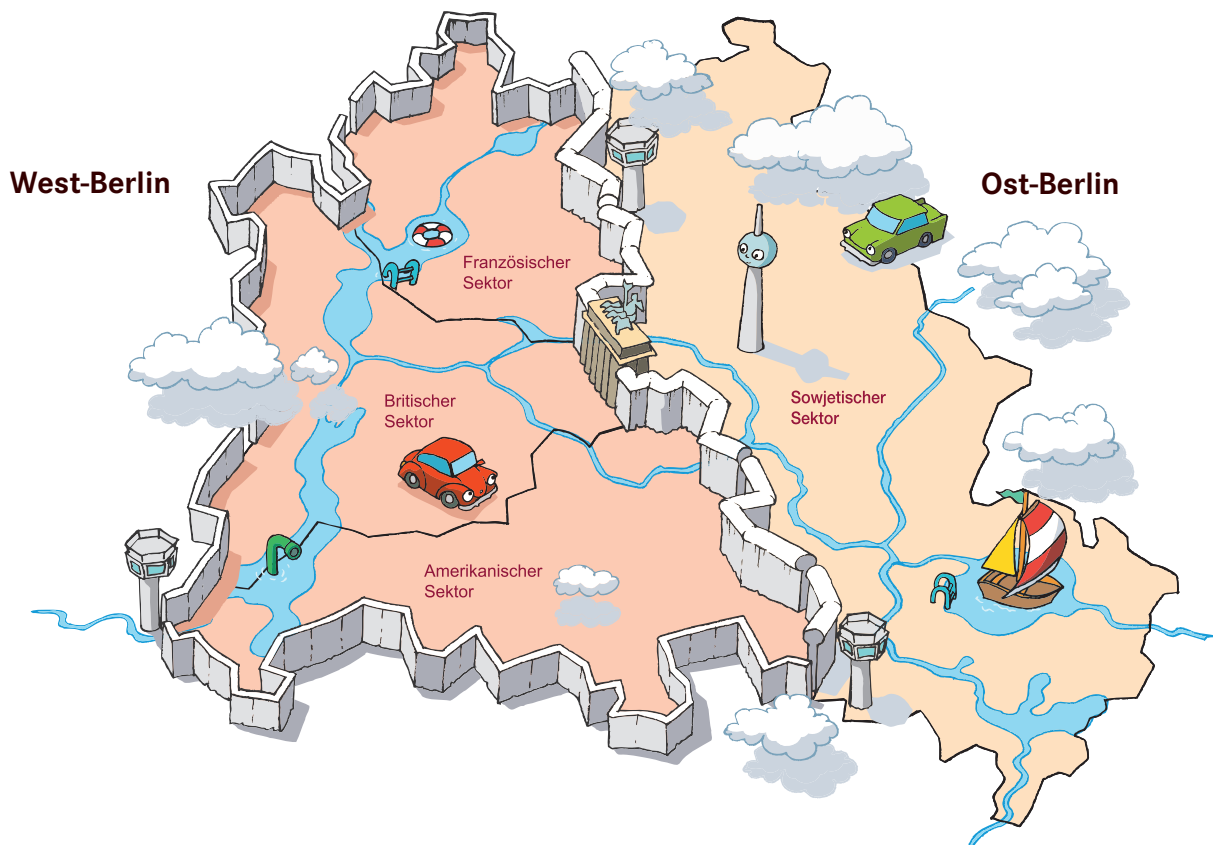 West-Berlin
Ost-Berlin
Französischer
Sektor
Britischer
Sektor
Sowjetischer
Sektor
Amerikanischer
Sektor